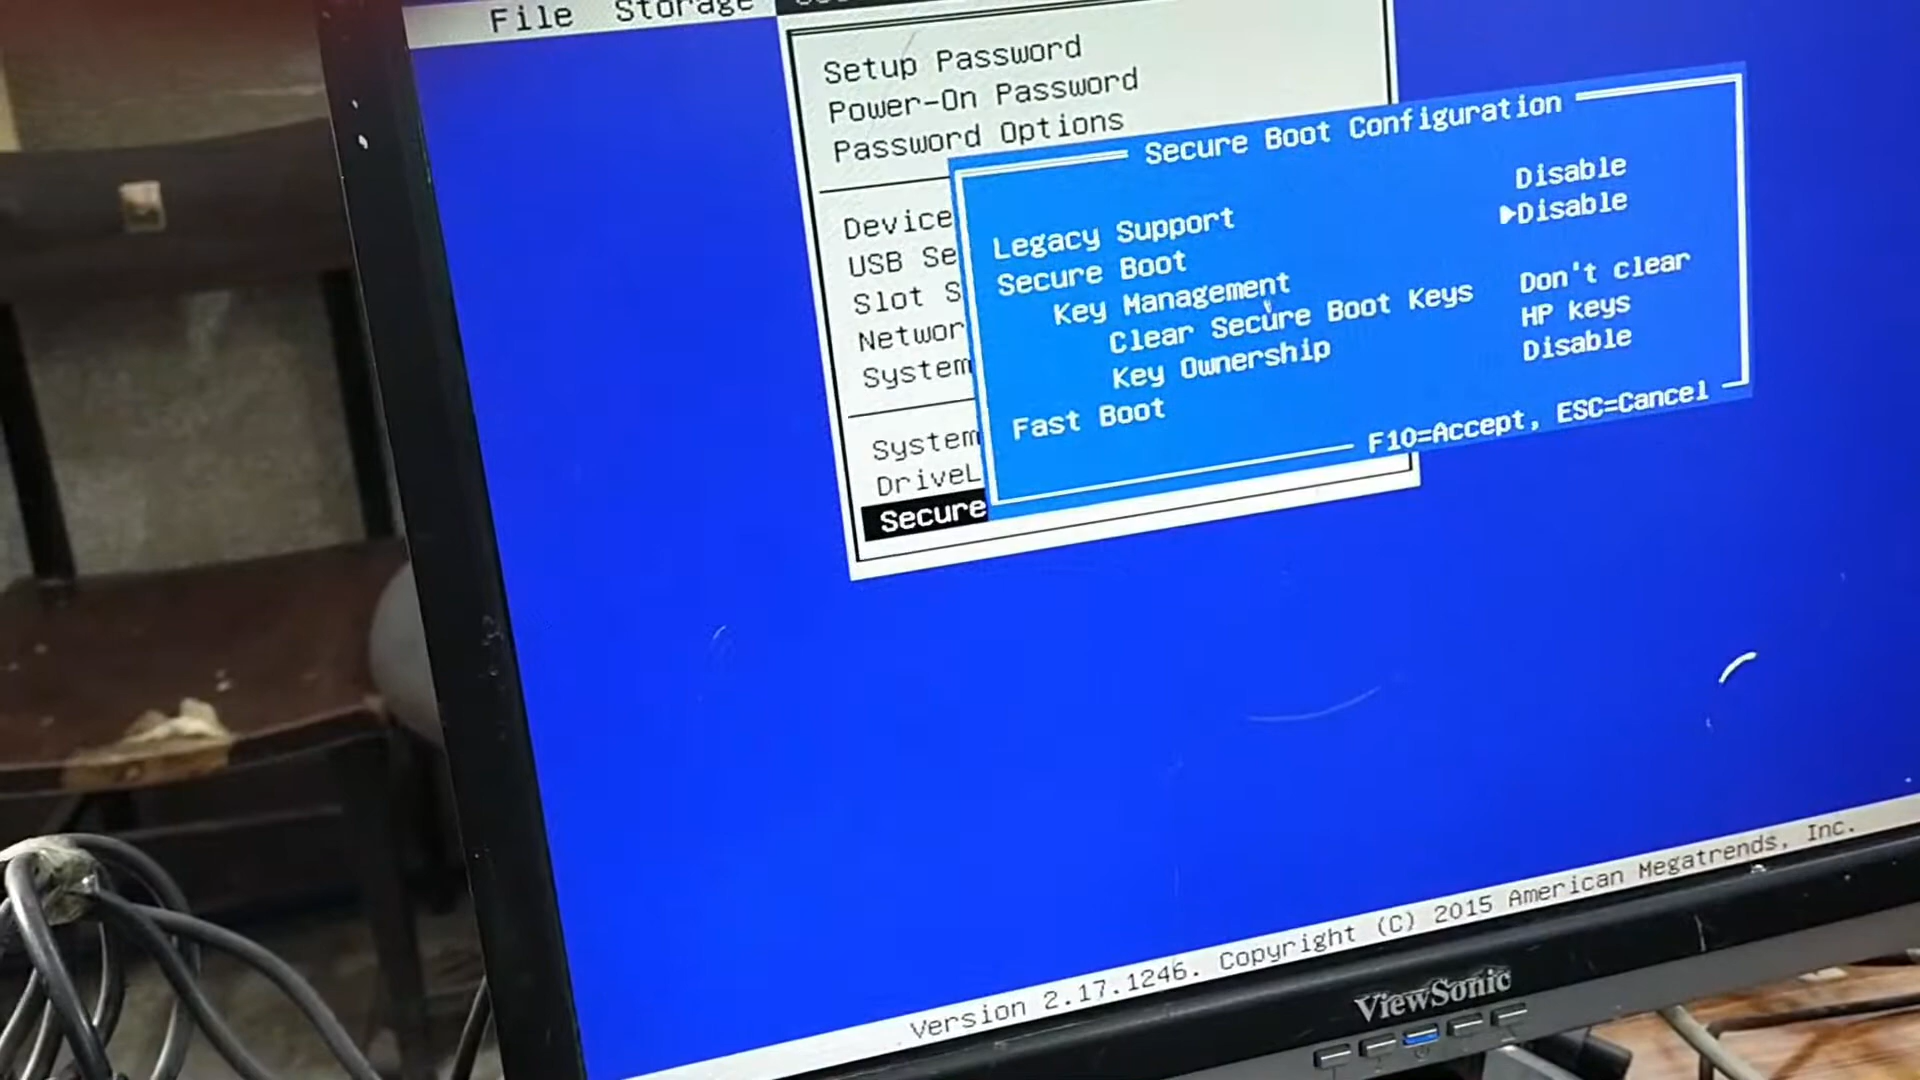 File Storage
Setup Password
Power-On Password
Password Options
Device
USB Se
Slot S
Networ
System
System
DriveL
Secure
Secure Boot Configuration
Legacy Support Disable
Secure Boot ▶Disable
Key Management
Clear Secure Boot Keys Don't clear
Key Ownership HP keys
Fast Boot Disable
F10=Accept, ESC=Cancel
Version 2.17.1246. Copyright (C) 2015 American Megatrends, Inc.
ViewSonic